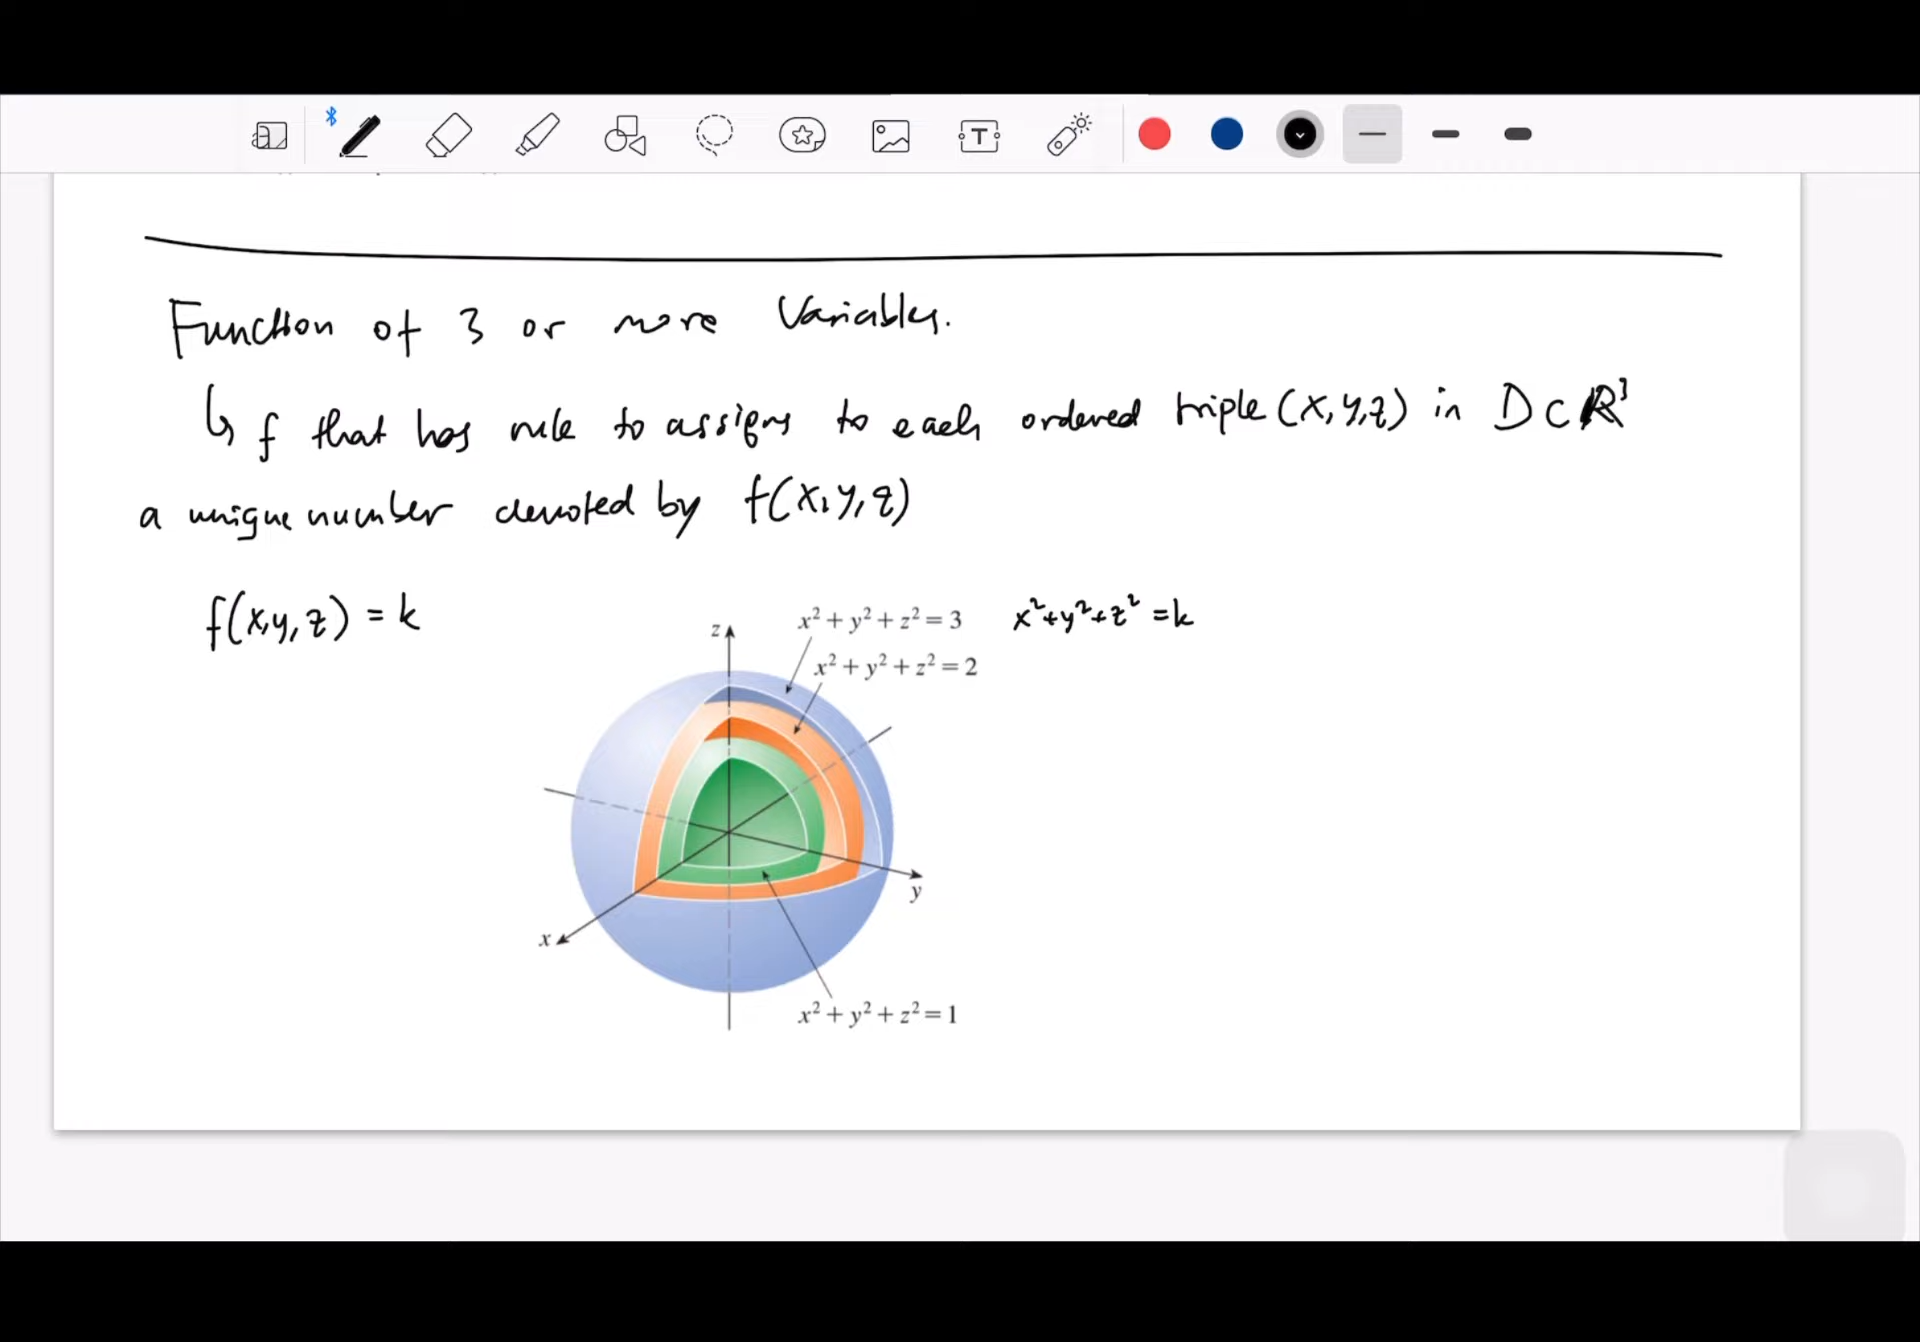 Function of 3 or more Variables.
↳ f that has rule to assigns to each ordered triple (x, y, z) in D ⊂ ℝ³
a unique number denoted by f(x, y, z)
f(x, y, z) = k
x² + y² + z² = 3
x² + y² + z² = k
z
x² + y² + z² = 2
y
x
x² + y² + z² = 1